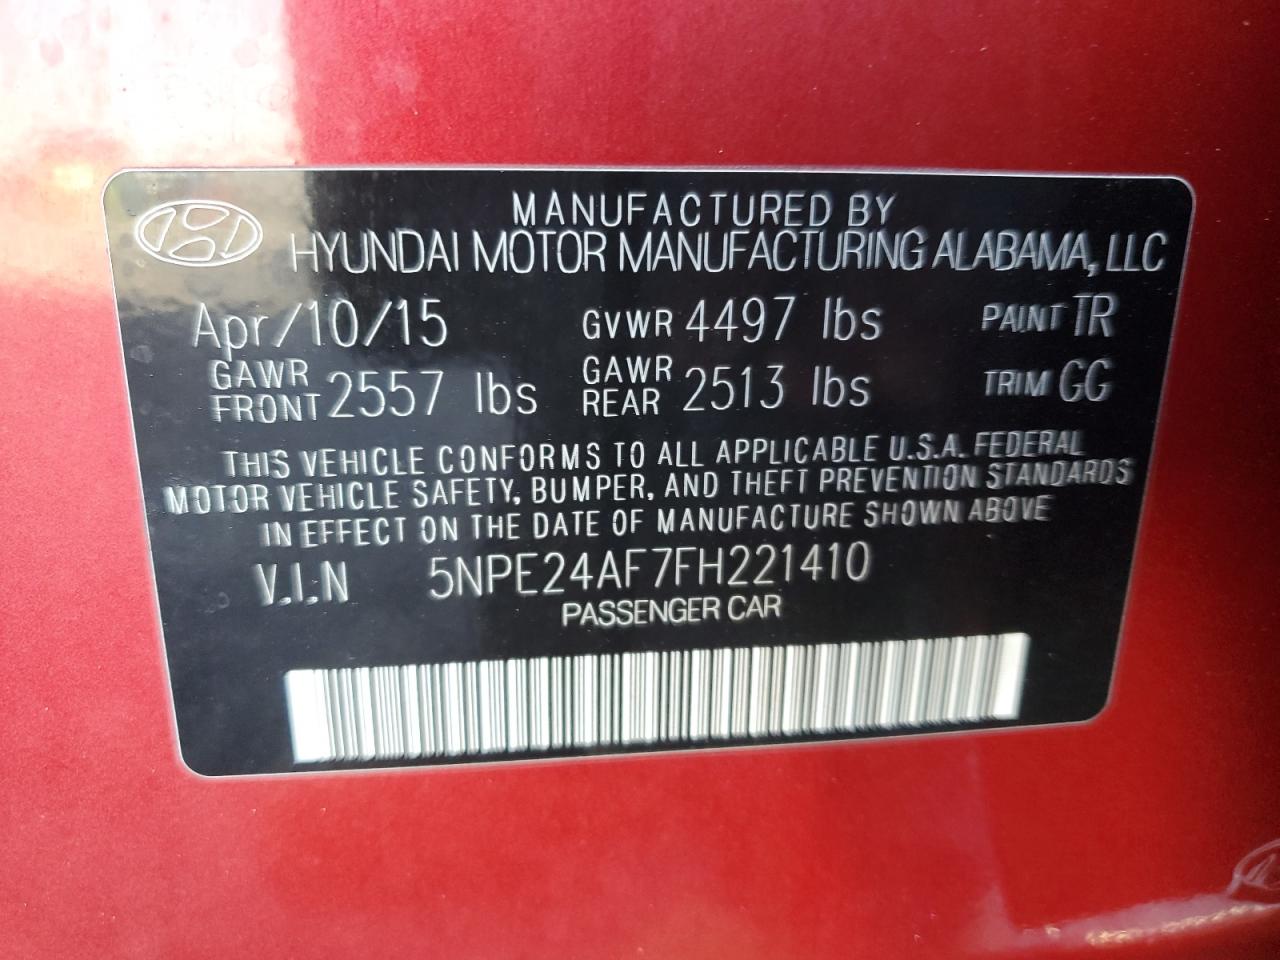 MANUFACTURED BY
HYUNDAI MOTOR MANUFACTURING ALABAMA, LLC
Apr/10/15 GVWR 4497 lbs PAINT TR
GAWR FRONT 2557 lbs GAWR REAR 2513 lbs TRIM GG
THIS VEHICLE CONFORMS TO ALL APPLICABLE U.S.A. FEDERAL
MOTOR VEHICLE SAFETY, BUMPER, AND THEFT PREVENTION STANDARDS
IN EFFECT ON THE DATE OF MANUFACTURE SHOWN ABOVE
V.I.N 5NPE24AF7FH221410
PASSENGER CAR